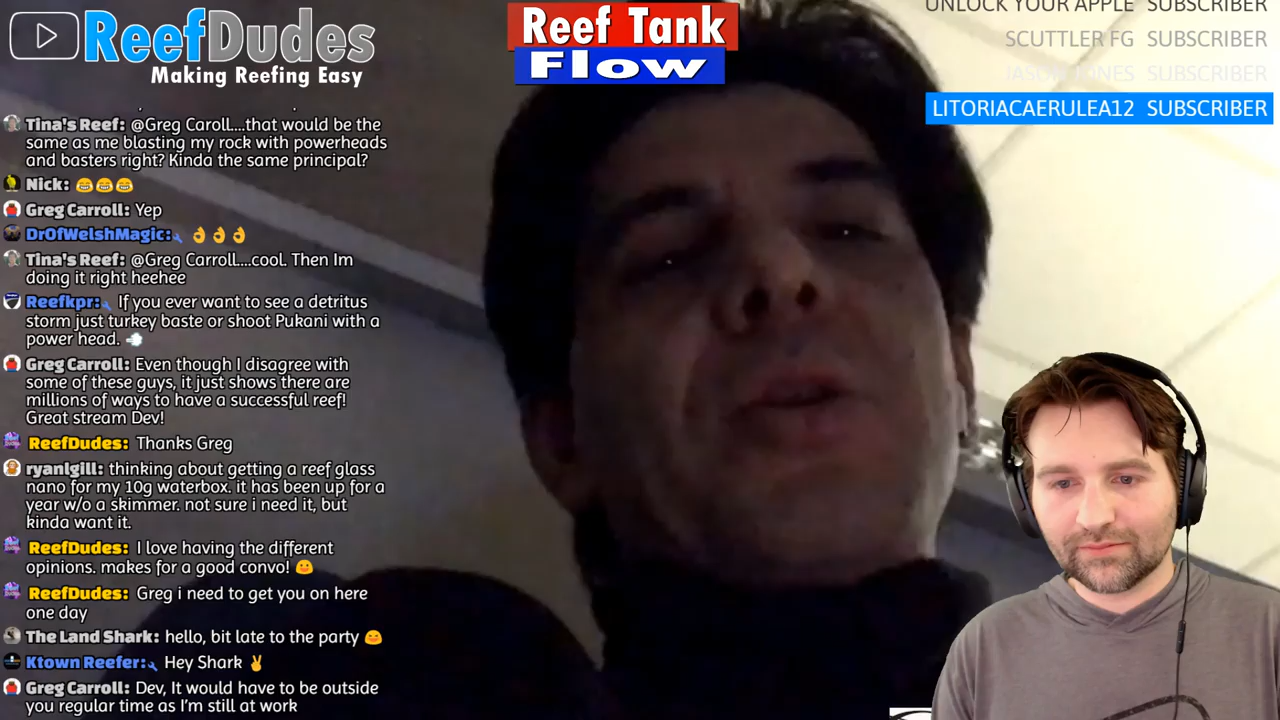 ReefDudes
Making Reefing Easy
Reef Tank
Flow
UNLOCK YOUR APPLE SUBSCRIBER
SCUTTLER FG SUBSCRIBER
JASON JONES SUBSCRIBER
LITORIACAERULEA12 SUBSCRIBER
Tina's Reef: @Greg Caroll....that would be the
same as me blasting my rock with powerheads
and basters right? Kinda the same principal?
Nick: 😂😂😂
Greg Carroll: Yep
DrOfWelshMagic: 👌👌👌
Tina's Reef: @Greg Carroll....cool. Then Im
doing it right heehee
Reefkpr: If you ever want to see a detritus
storm just turkey baste or shoot Pukani with a
power head. 💨
Greg Carroll: Even though I disagree with
some of these guys, it just shows there are
millions of ways to have a successful reef!
Great stream Dev!
ReefDudes: Thanks Greg
ryanlgill: thinking about getting a reef glass
nano for my 10g waterbox. it has been up for a
year w/o a skimmer. not sure i need it, but
kinda want it.
ReefDudes: I love having the different
opinions. makes for a good convo! 🙂
ReefDudes: Greg i need to get you on here
one day
The Land Shark: hello, bit late to the party 😊
Ktown Reefer: Hey Shark ✌
Greg Carroll: Dev, It would have to be outside
you regular time as I'm still at work